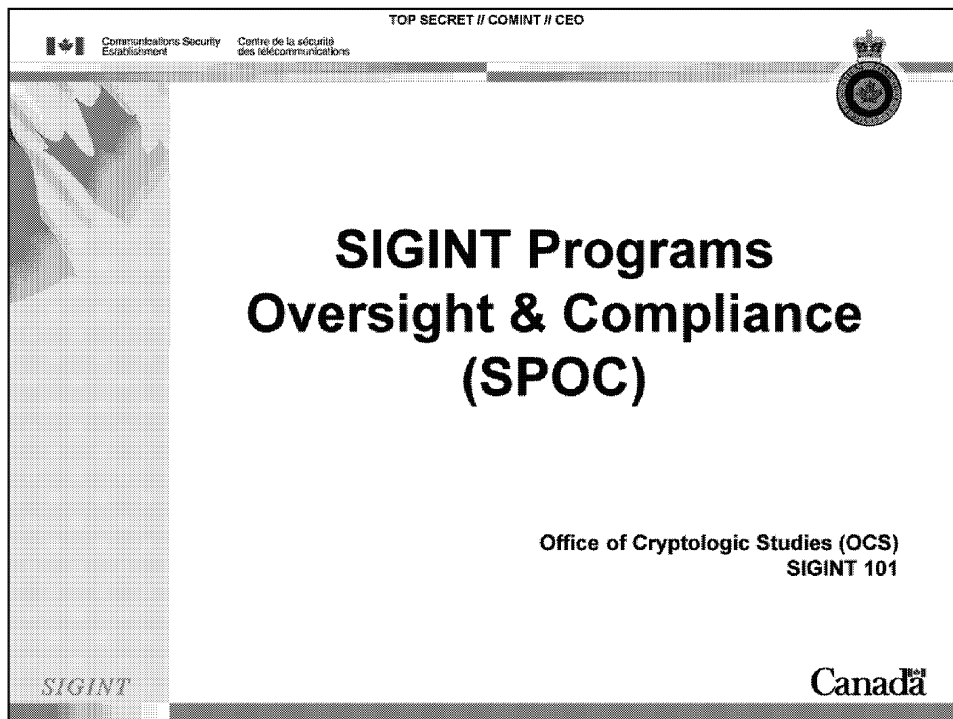 TOP SECRET // COMINT // CEO
Communications Security
Establishment
Centre de la sécurité
des télécommunications
SIGINT Programs
Oversight & Compliance
(SPOC)
Office of Cryptologic Studies (OCS)
SIGINT 101
SIGINT
Canada